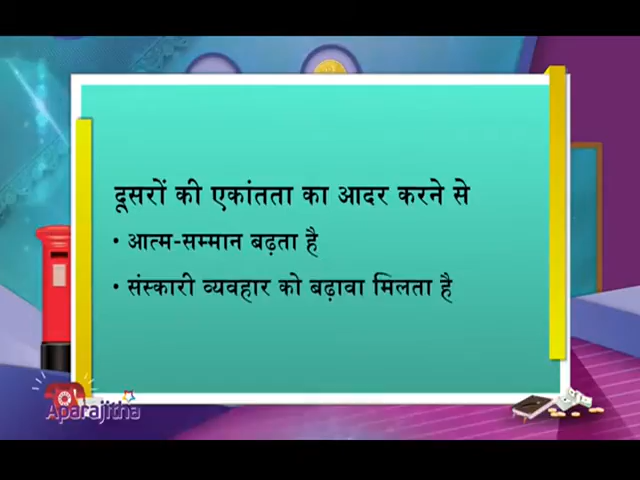 दूसरों की एकांतता का आदर करने से
• आत्म-सम्मान बढ़ता है
• संस्कारी व्यवहार को बढ़ावा मिलता है
Aparajitha